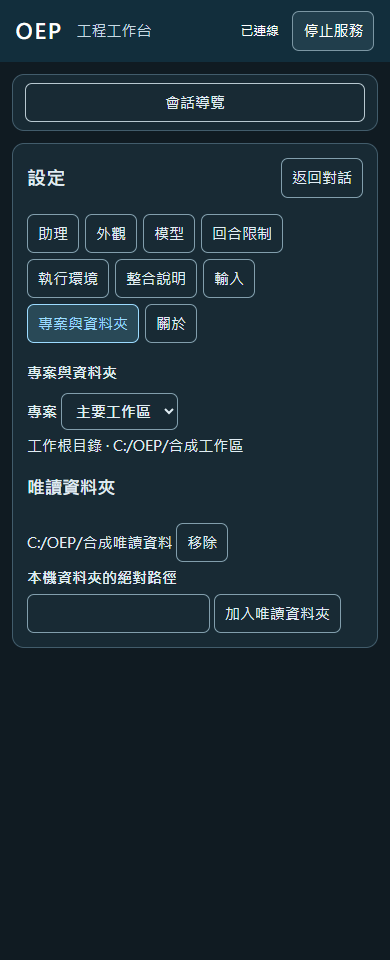 OEP 工程工作台 已連線 停止服務
會話導覽
設定 返回對話
助理 外觀 模型 回合限制
執行環境 整合說明 輸入
專案與資料夾 關於
專案與資料夾
專案 主要工作區
工作根目錄 · C:/OEP/合成工作區
唯讀資料夾
C:/OEP/合成唯讀資料 移除
本機資料夾的絕對路徑
加入唯讀資料夾